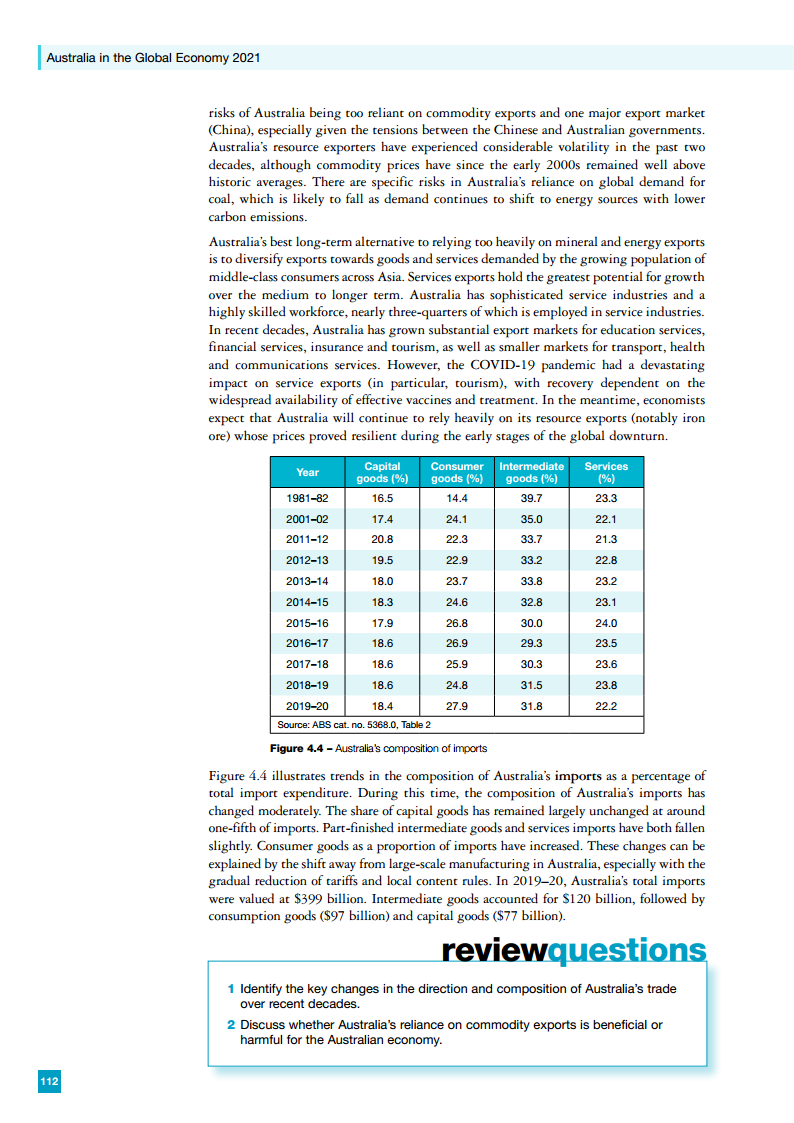 Australia in the Global Economy 2021
risks of Australia being too reliant on commodity exports and one major export market
(China), especially given the tensions between the Chinese and Australian governments.
Australia's resource exporters have experienced considerable volatility in the past two
decades, although commodity prices have since the early 2000s remained well above
historic averages. There are specific risks in Australia's reliance on global demand for
coal, which is likely to fall as demand continues to shift to energy sources with lower
carbon emissions.
Australia's best long-term alternative to relying too heavily on mineral and energy exports
is to diversify exports towards goods and services demanded by the growing population of
middle-class consumers across Asia. Services exports hold the greatest potential for growth
over the medium to longer term. Australia has sophisticated service industries and a
highly skilled workforce, nearly three-quarters of which is employed in service industries.
In recent decades, Australia has grown substantial export markets for education services,
financial services, insurance and tourism, as well as smaller markets for transport, health
and communications services. However, the COVID-19 pandemic had a devastating
impact on service exports (in particular, tourism), with recovery dependent on the
widespread availability of effective vaccines and treatment. In the meantime, economists
expect that Australia will continue to rely heavily on its resource exports (notably iron
ore) whose prices proved resilient during the early stages of the global downturn.
Year Capital goods (%) Consumer goods (%) Intermediate goods (%) Services (%)
1981–82 16.5 14.4 39.7 23.3
2001–02 17.4 24.1 35.0 22.1
2011–12 20.8 22.3 33.7 21.3
2012–13 19.5 22.9 33.2 22.8
2013–14 18.0 23.7 33.8 23.2
2014–15 18.3 24.6 32.8 23.1
2015–16 17.9 26.8 30.0 24.0
2016–17 18.6 26.9 29.3 23.5
2017–18 18.6 25.9 30.3 23.6
2018–19 18.6 24.8 31.5 23.8
2019–20 18.4 27.9 31.8 22.2
Source: ABS cat. no. 5368.0, Table 2
Figure 4.4 – Australia's composition of imports
Figure 4.4 illustrates trends in the composition of Australia's imports as a percentage of
total import expenditure. During this time, the composition of Australia's imports has
changed moderately. The share of capital goods has remained largely unchanged at around
one-fifth of imports. Part-finished intermediate goods and services imports have both fallen
slightly. Consumer goods as a proportion of imports have increased. These changes can be
explained by the shift away from large-scale manufacturing in Australia, especially with the
gradual reduction of tariffs and local content rules. In 2019–20, Australia's total imports
were valued at $399 billion. Intermediate goods accounted for $120 billion, followed by
consumption goods ($97 billion) and capital goods ($77 billion).
reviewquestions
1 Identify the key changes in the direction and composition of Australia's trade
over recent decades.
2 Discuss whether Australia's reliance on commodity exports is beneficial or
harmful for the Australian economy.
112